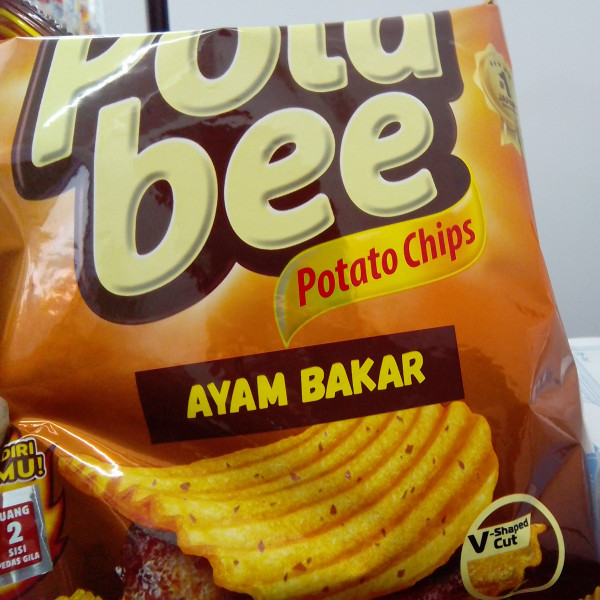 Pota
bee
Potato Chips
AYAM BAKAR
DIRI
MU!
UANG
2
SISI
PEDAS GILA
V-Shaped
Cut